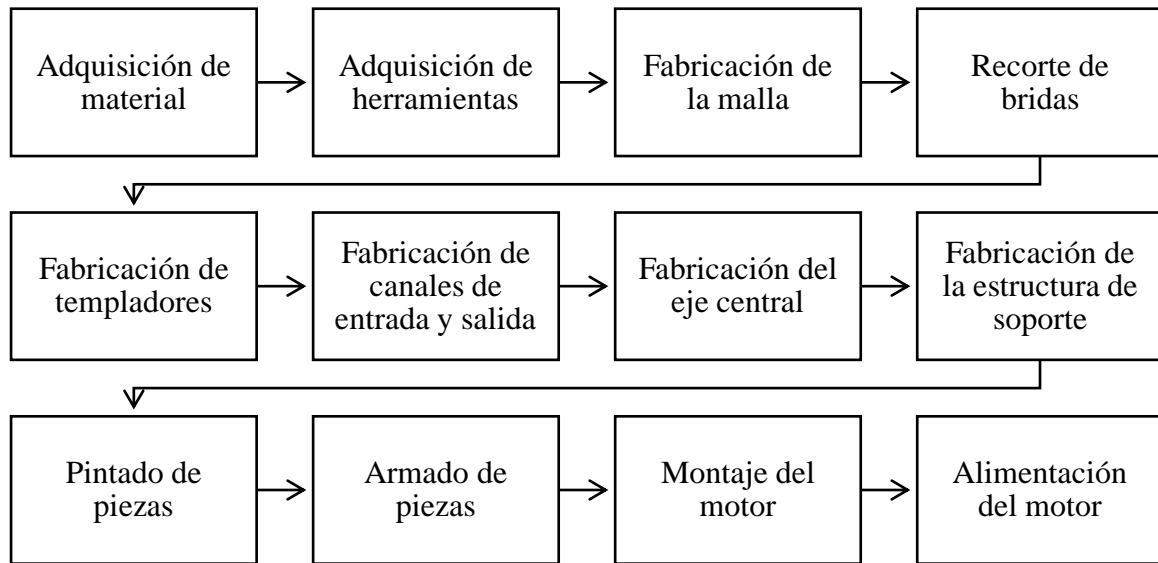 Adquisición de
material
Adquisición de
herramientas
Fabricación de
la malla
Recorte de
bridas
Fabricación de
templadores
Fabricación de
canales de
entrada y salida
Fabricación del
eje central
Fabricación de
la estructura de
soporte
Pintado de
piezas
Armado de
piezas
Montaje del
motor
Alimentación
del motor